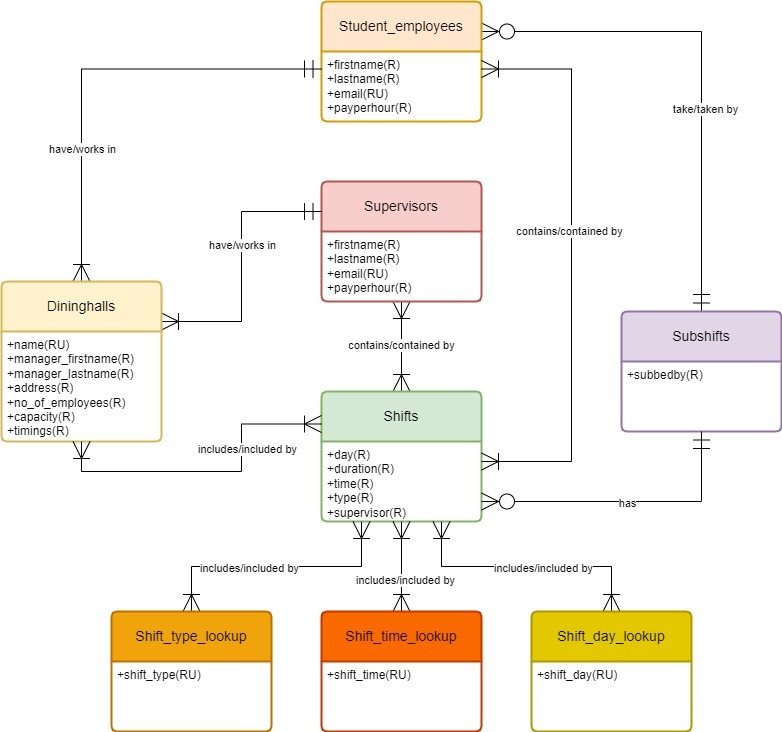 Student_employees
+firstname(R)
+lastname(R)
+email(RU)
+payperhour(R)
take/taken by
have/works in
Supervisors
+firstname(R)
+lastname(R)
+email(RU)
+payperhour(R)
have/works in
contains/contained by
Dininghalls
+name(RU)
+manager_firstname(R)
+manager_lastname(R)
+address(R)
+no_of_employees(R)
+capacity(R)
+timings(R)
contains/contained by
Subshifts
+subbedby(R)
Shifts
+day(R)
+duration(R)
+time(R)
+type(R)
+supervisor(R)
includes/included by
has
includes/included by
includes/included by
includes/included by
Shift_type_lookup
+shift_type(RU)
Shift_time_lookup
+shift_time(RU)
Shift_day_lookup
+shift_day(RU)